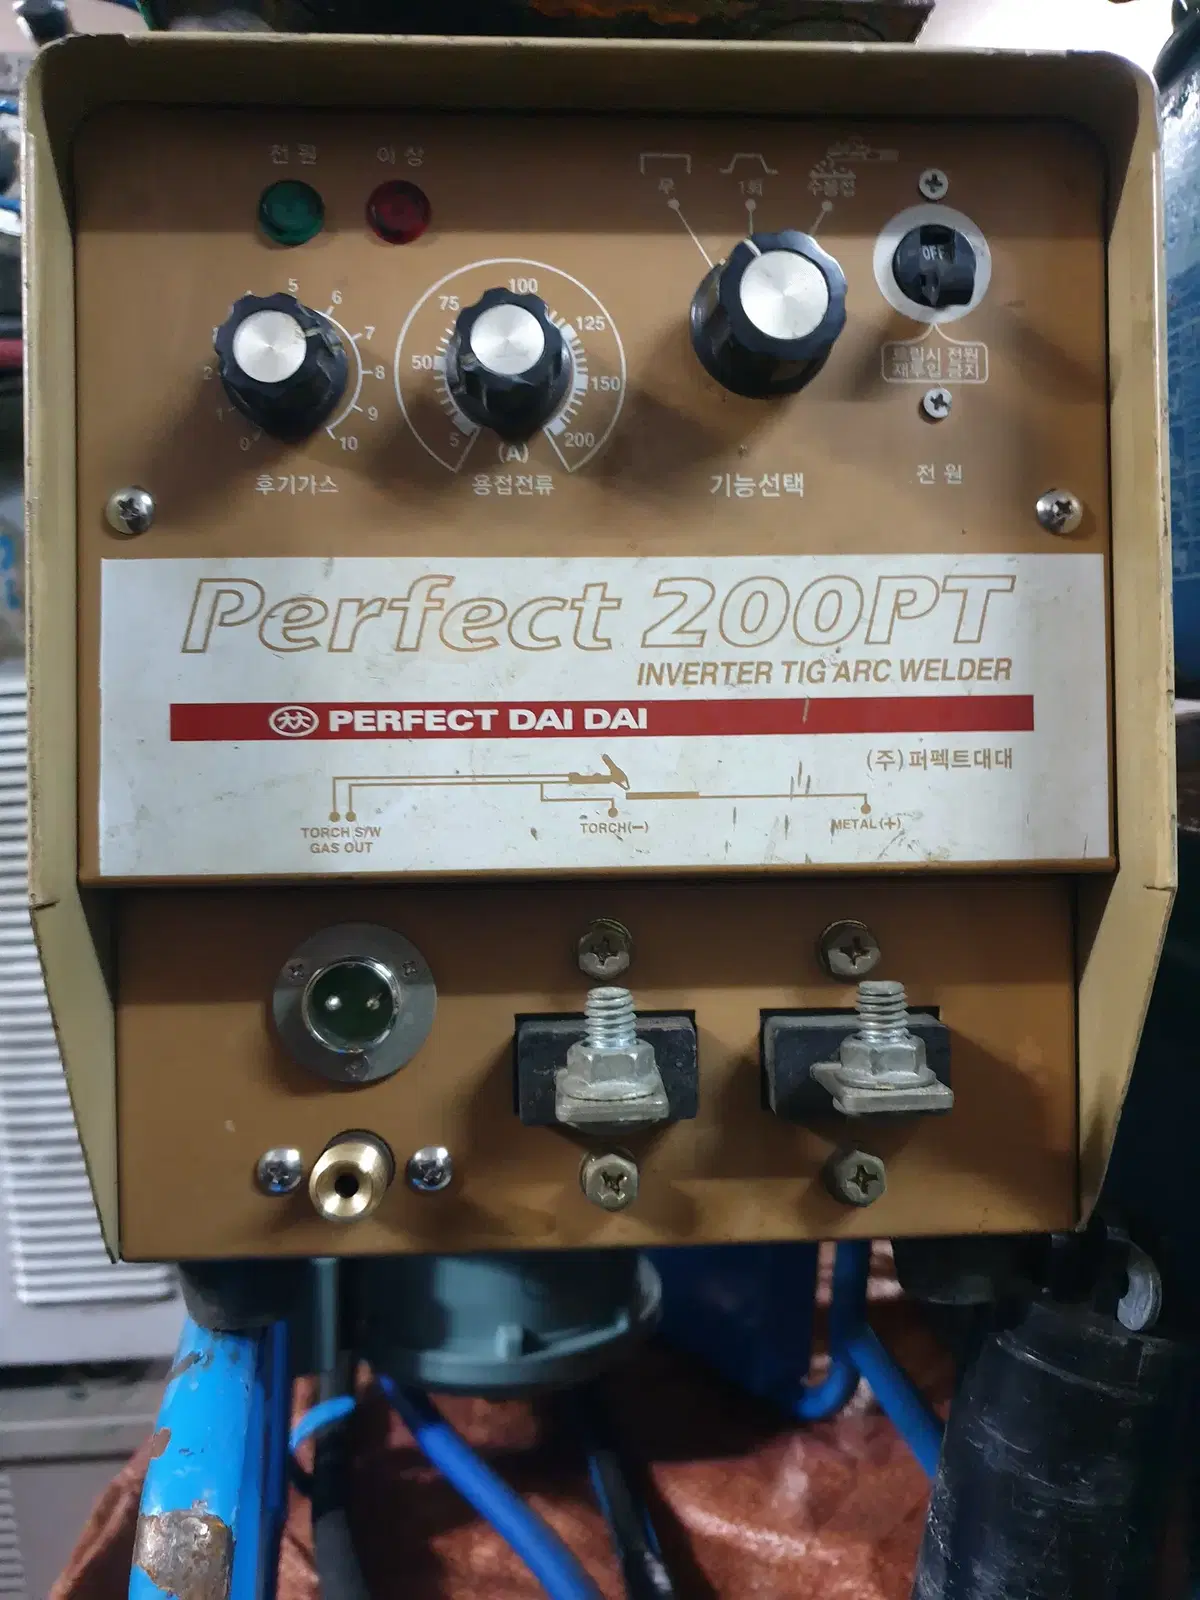 전원 이상
무 1회 수용접
OFF
트립시 전원
재투입 금지
0 1 2 5 6 7 8 9 10
5 50 75 100 125 150 200
(A)
후기가스 용접전류 기능선택 전원
Perfect 200PT
INVERTER TIG ARC WELDER
PERFECT DAI DAI
(주)퍼펙트대대
TORCH S/W
GAS OUT
TORCH(−)
METAL(+)